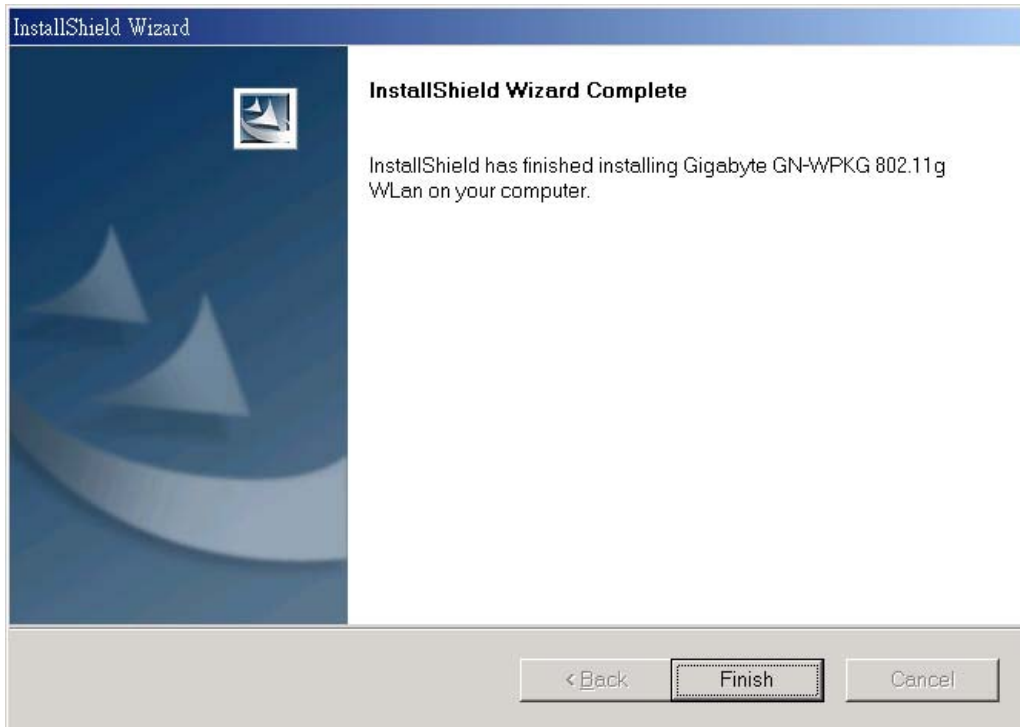 InstallShield Wizard
InstallShield Wizard Complete
InstallShield has finished installing Gigabyte GN-WPKG 802.11g
WLan on your computer.
< Back
Finish
Cancel